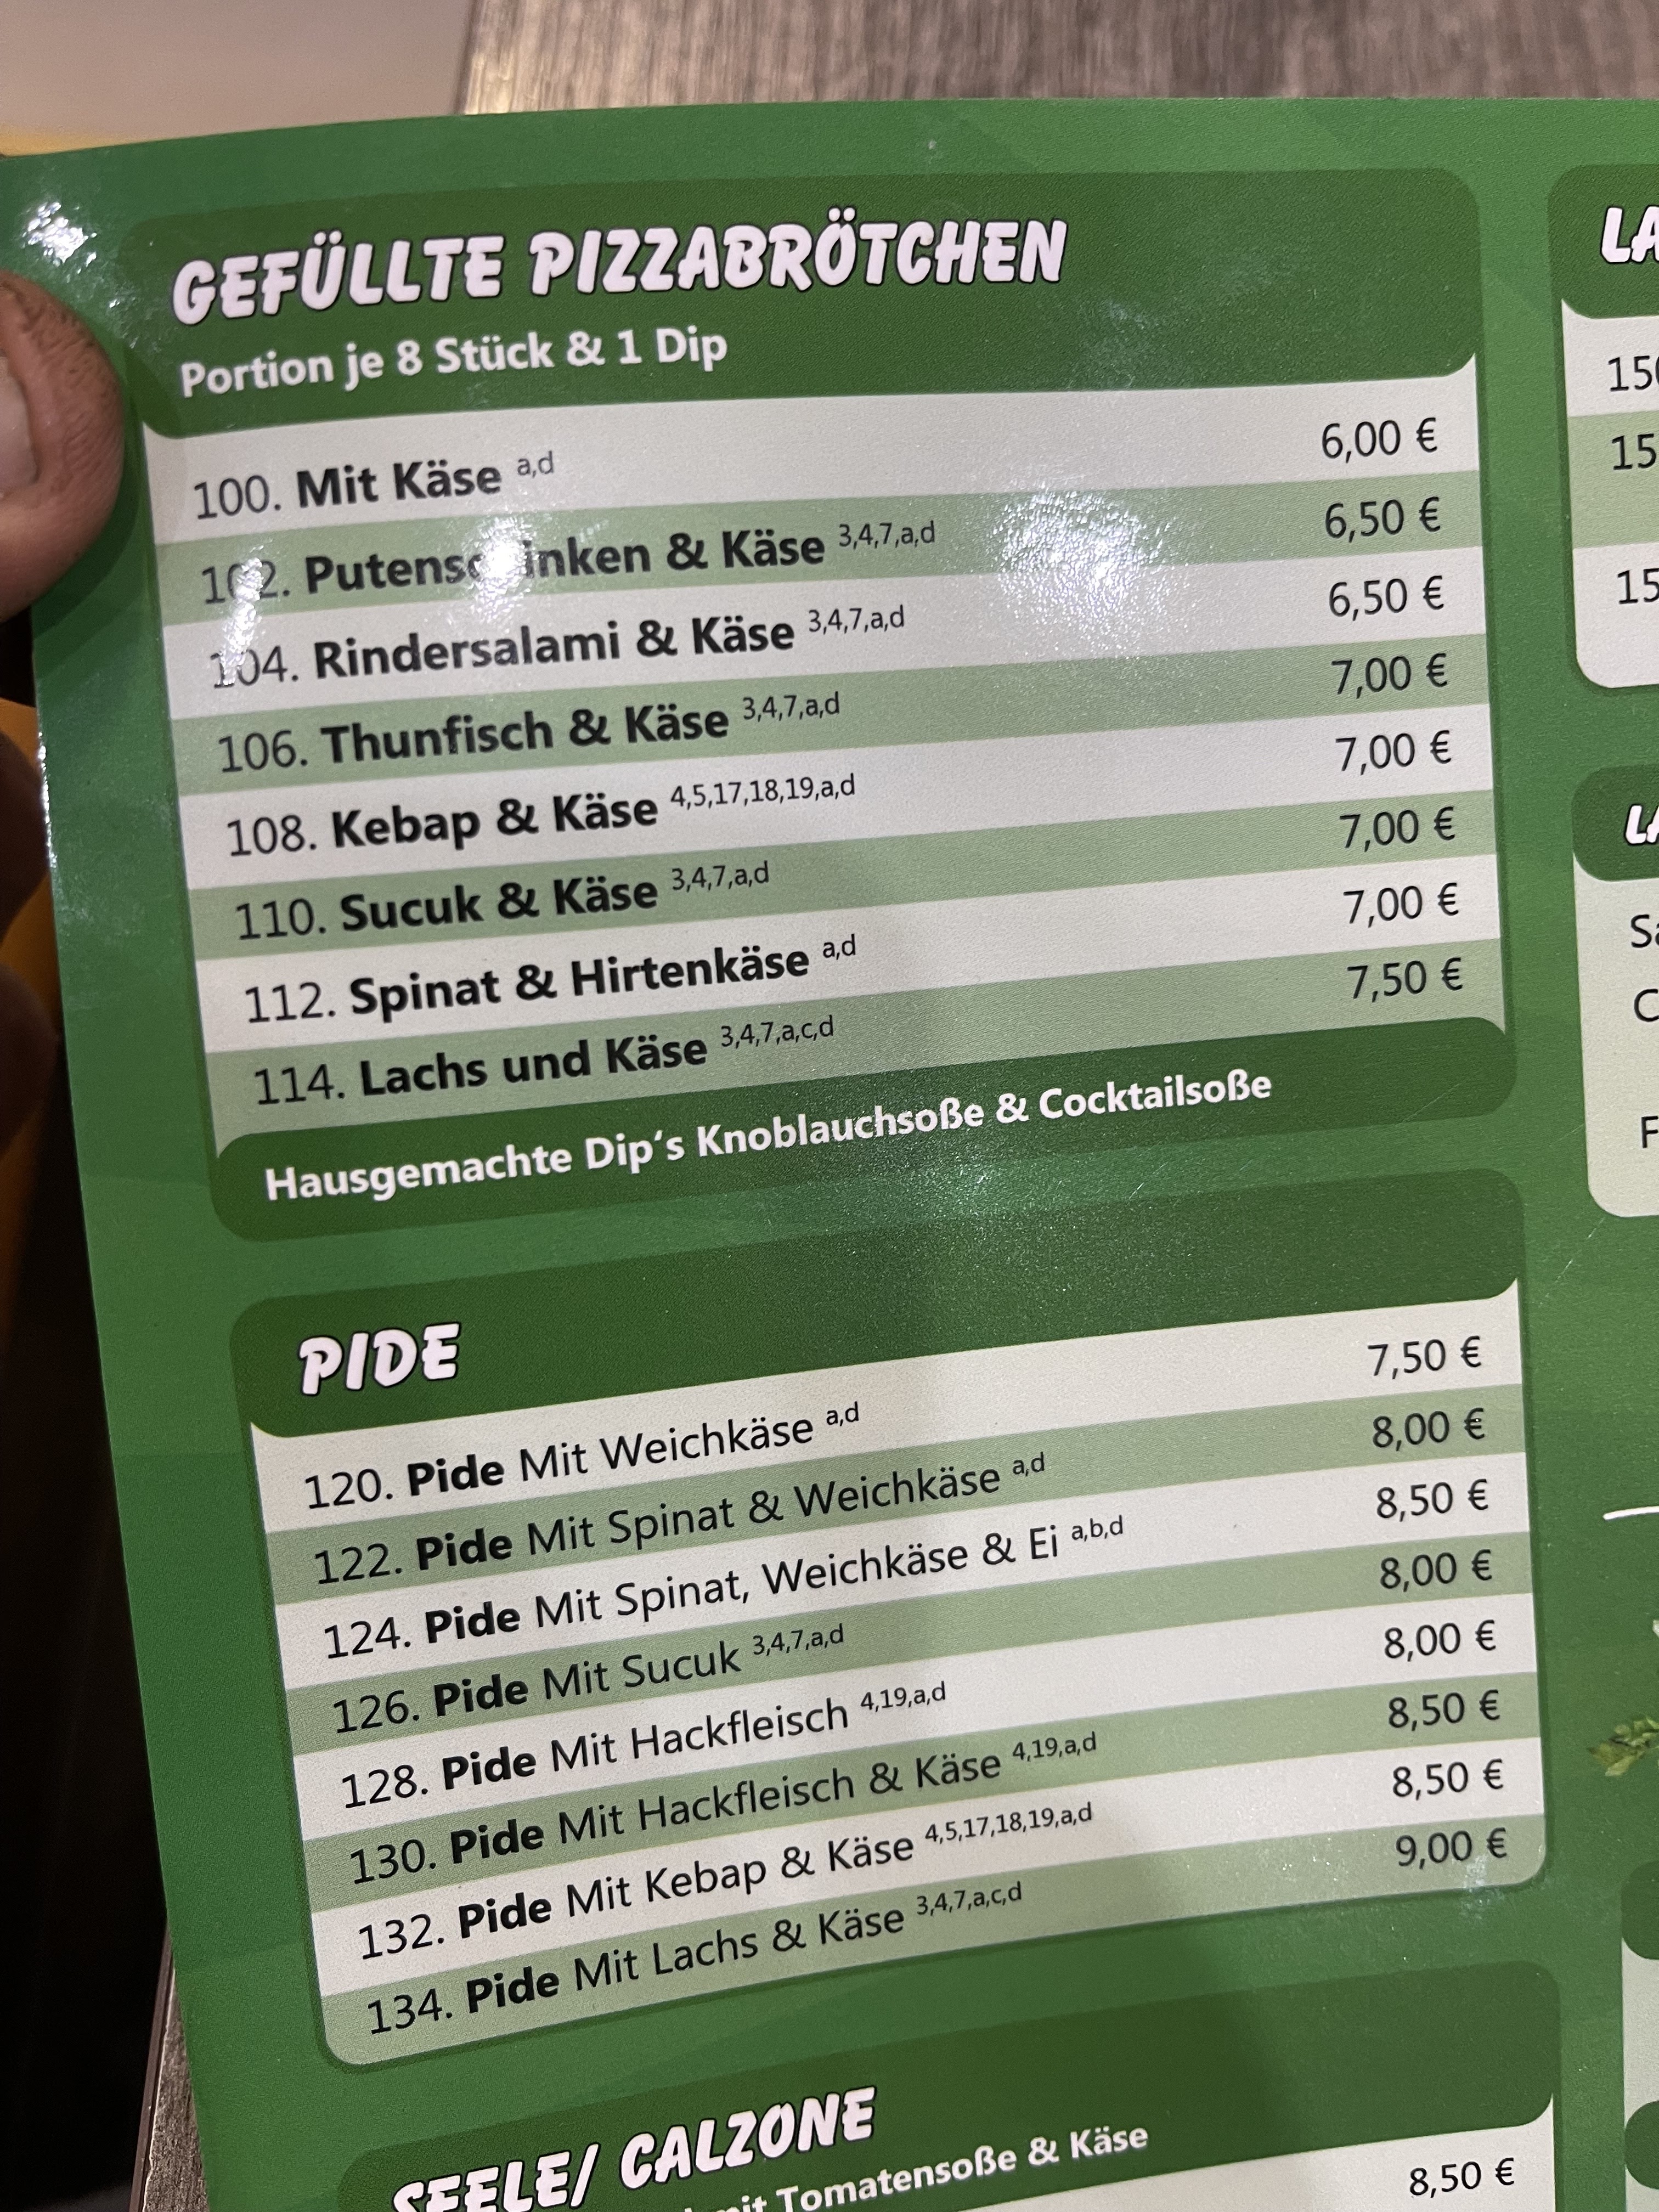 GEFÜLLTE PIZZABRÖTCHEN
Portion je 8 Stück & 1 Dip
100. Mit Käse a,d 6,00 €
102. Putenschinken & Käse 3,4,7,a,d 6,50 €
104. Rindersalami & Käse 3,4,7,a,d 6,50 €
106. Thunfisch & Käse 3,4,7,a,d 7,00 €
108. Kebap & Käse 4,5,17,18,19,a,d 7,00 €
110. Sucuk & Käse 3,4,7,a,d 7,00 €
112. Spinat & Hirtenkäse a,d 7,00 €
114. Lachs und Käse 3,4,7,a,c,d 7,50 €
Hausgemachte Dip's Knoblauchsoße & Cocktailsoße
PIDE
120. Pide Mit Weichkäse a,d 7,50 €
122. Pide Mit Spinat & Weichkäse a,d 8,00 €
124. Pide Mit Spinat, Weichkäse & Ei a,b,d 8,50 €
126. Pide Mit Sucuk 3,4,7,a,d 8,00 €
128. Pide Mit Hackfleisch 4,19,a,d 8,00 €
130. Pide Mit Hackfleisch & Käse 4,19,a,d 8,50 €
132. Pide Mit Kebap & Käse 4,5,17,18,19,a,d 8,50 €
134. Pide Mit Lachs & Käse 3,4,7,a,c,d 9,00 €
SEELE/ CALZONE
mit Tomatensoße & Käse
8,50 €